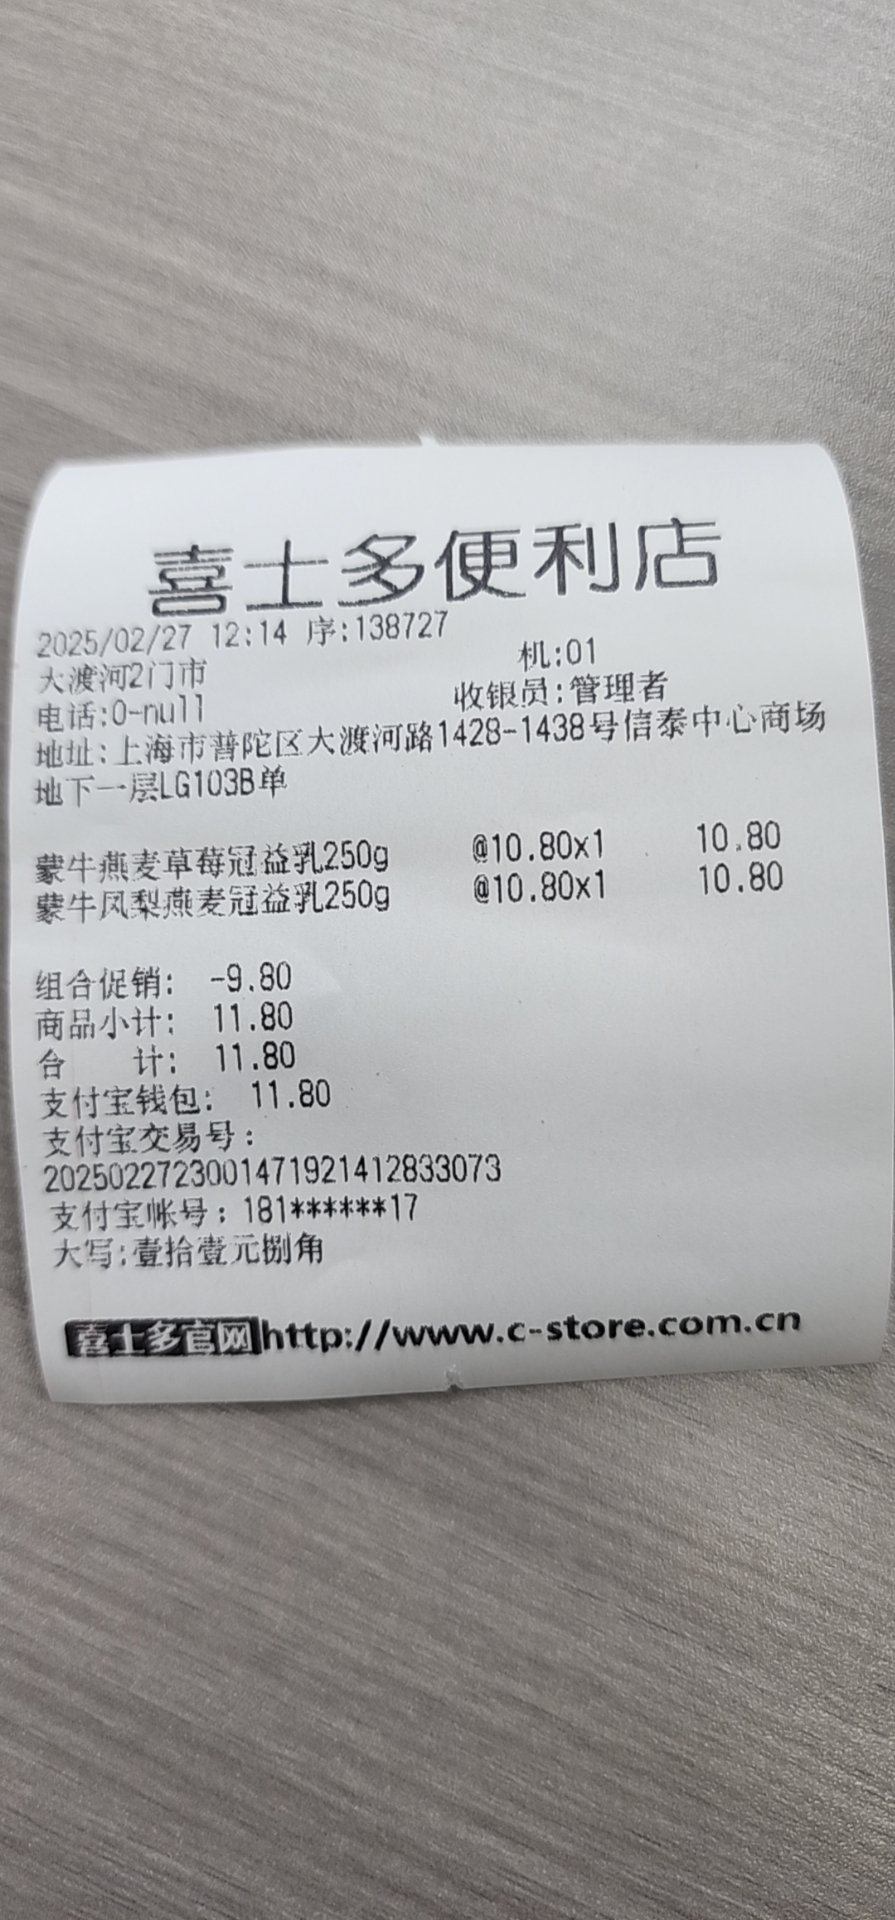 喜士多便利店
2025/02/27 12:14 序:138727
大渡河2门市 机:01
电话:0-null 收银员:管理者
地址:上海市普陀区大渡河路1428-1438号信泰中心商场
地下一层LG103B单
蒙牛燕麦草莓冠益乳250g @10.80x1 10.80
蒙牛凤梨燕麦冠益乳250g @10.80x1 10.80
组合促销: -9.80
商品小计: 11.80
合 计: 11.80
支付宝钱包: 11.80
支付宝交易号:
2025022723001471921412833073
支付宝帐号:181******17
大写:壹拾壹元捌角
喜士多官网http://www.c-store.com.cn